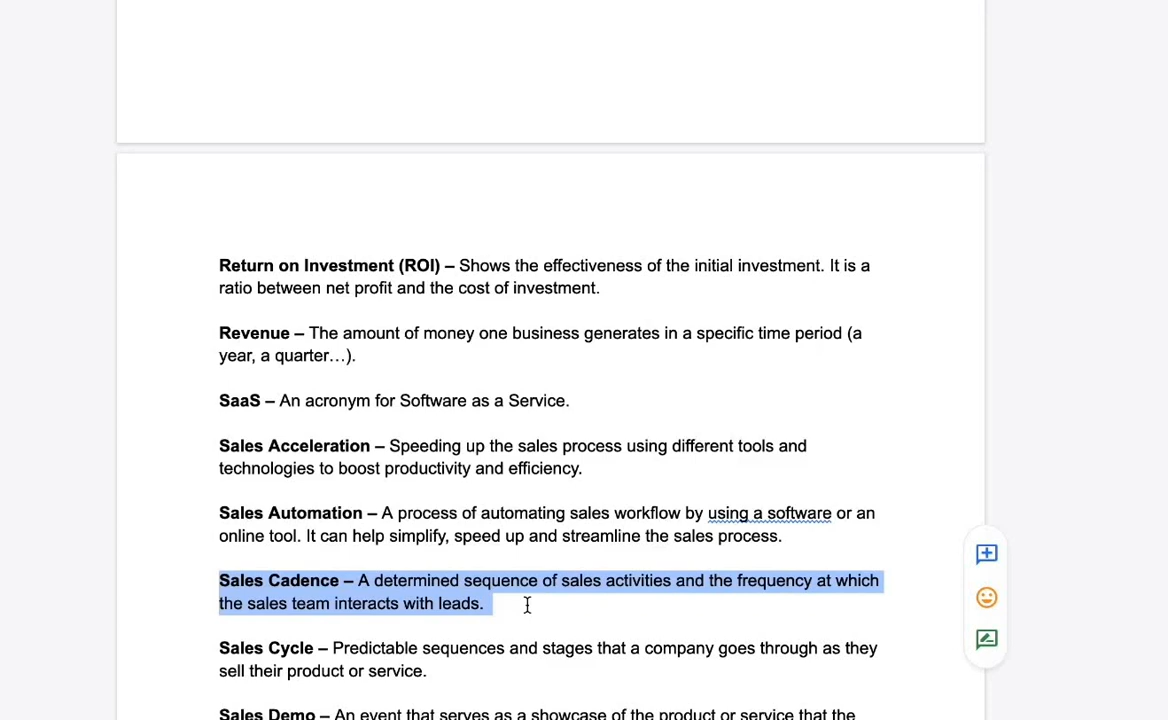 Return on Investment (ROI) – Shows the effectiveness of the initial investment. It is a
ratio between net profit and the cost of investment.
Revenue – The amount of money one business generates in a specific time period (a
year, a quarter…).
SaaS – An acronym for Software as a Service.
Sales Acceleration – Speeding up the sales process using different tools and
technologies to boost productivity and efficiency.
Sales Automation – A process of automating sales workflow by using a software or an
online tool. It can help simplify, speed up and streamline the sales process.
Sales Cadence – A determined sequence of sales activities and the frequency at which
the sales team interacts with leads.
Sales Cycle – Predictable sequences and stages that a company goes through as they
sell their product or service.
Sales Demo – An event that serves as a showcase of the product or service that the